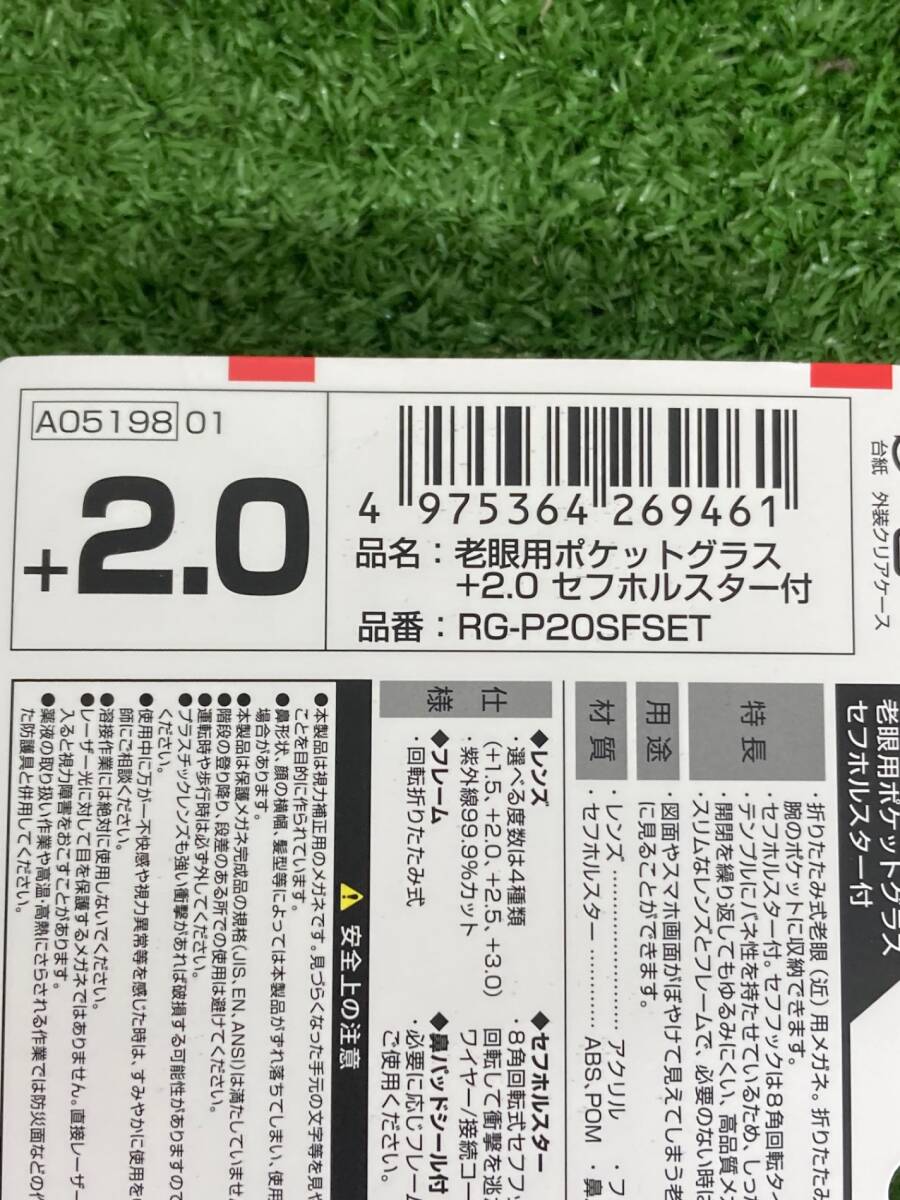 A05198 01
+2.0
4 975364 269461
品名：老眼用ポケットグラス
+2.0 セフホルスター付
品番：RG-P20SFSET
台紙 外装クリアケース
老眼用ポケットグラス
セフホルスター付
特長
・折りたたみ式老眼（近）用メガネ。折りたたん
腕のポケットに収納できます。
・セフホルスター付。セフフックは8角回転タイ
・テンプルにバネ性を持たせているため、しっ
・開閉を繰り返してもゆるみにくい、高品質メ
・スリムなレンズとフレームで、必要のない時は
用途
・図面やスマホ画面がぼやけて見えてしまう老
に見ることができます。
材質
・レンズ アクリル ・フ
・セフホルスター ABS、POM ・鼻
仕様
◆レンズ
・選べる度数は4種類
(+1.5、+2.0、+2.5、+3.0)
・紫外線99.9%カット
◆フレーム
・回転折りたたみ式
◆セフホルスター
・8角回転式セフフッ
回転して衝撃を逃
ワイヤー/接続コー
◆鼻パッドシール付
・必要に応じフレーム
ご使用ください。
安全上の注意
●本製品は視力補正用のメガネです。見づらくなった手元の文字等を見や
ことを目的に作られています。
●鼻形状、顔の横幅、髪型等によっては本製品がずれ落ちてしまい、使用
場合があります。
●本製品は保護メガネ完成品の規格(JIS、EN、ANSI)は満たしていませ
●階段の登り降り、段差のある所での使用は避けてください。
●運転時や歩行時は必ず外してください。
●プラスチックレンズも強い衝撃があれば破損する可能性がありますので
ください。
●使用中に万が一不快感や視力異常等を感じた時は、すみやかに使用を
師にご相談ください。
●溶接作業には絶対に使用しないでください。
●レーザー光に対して目を保護するメガネではありません。直接レーザー
入ると視力障害をおこすことがあります。
●薬液の取り扱い作業や高温・高熱にさらされる作業では防災面などの
た防護具と併用してください。